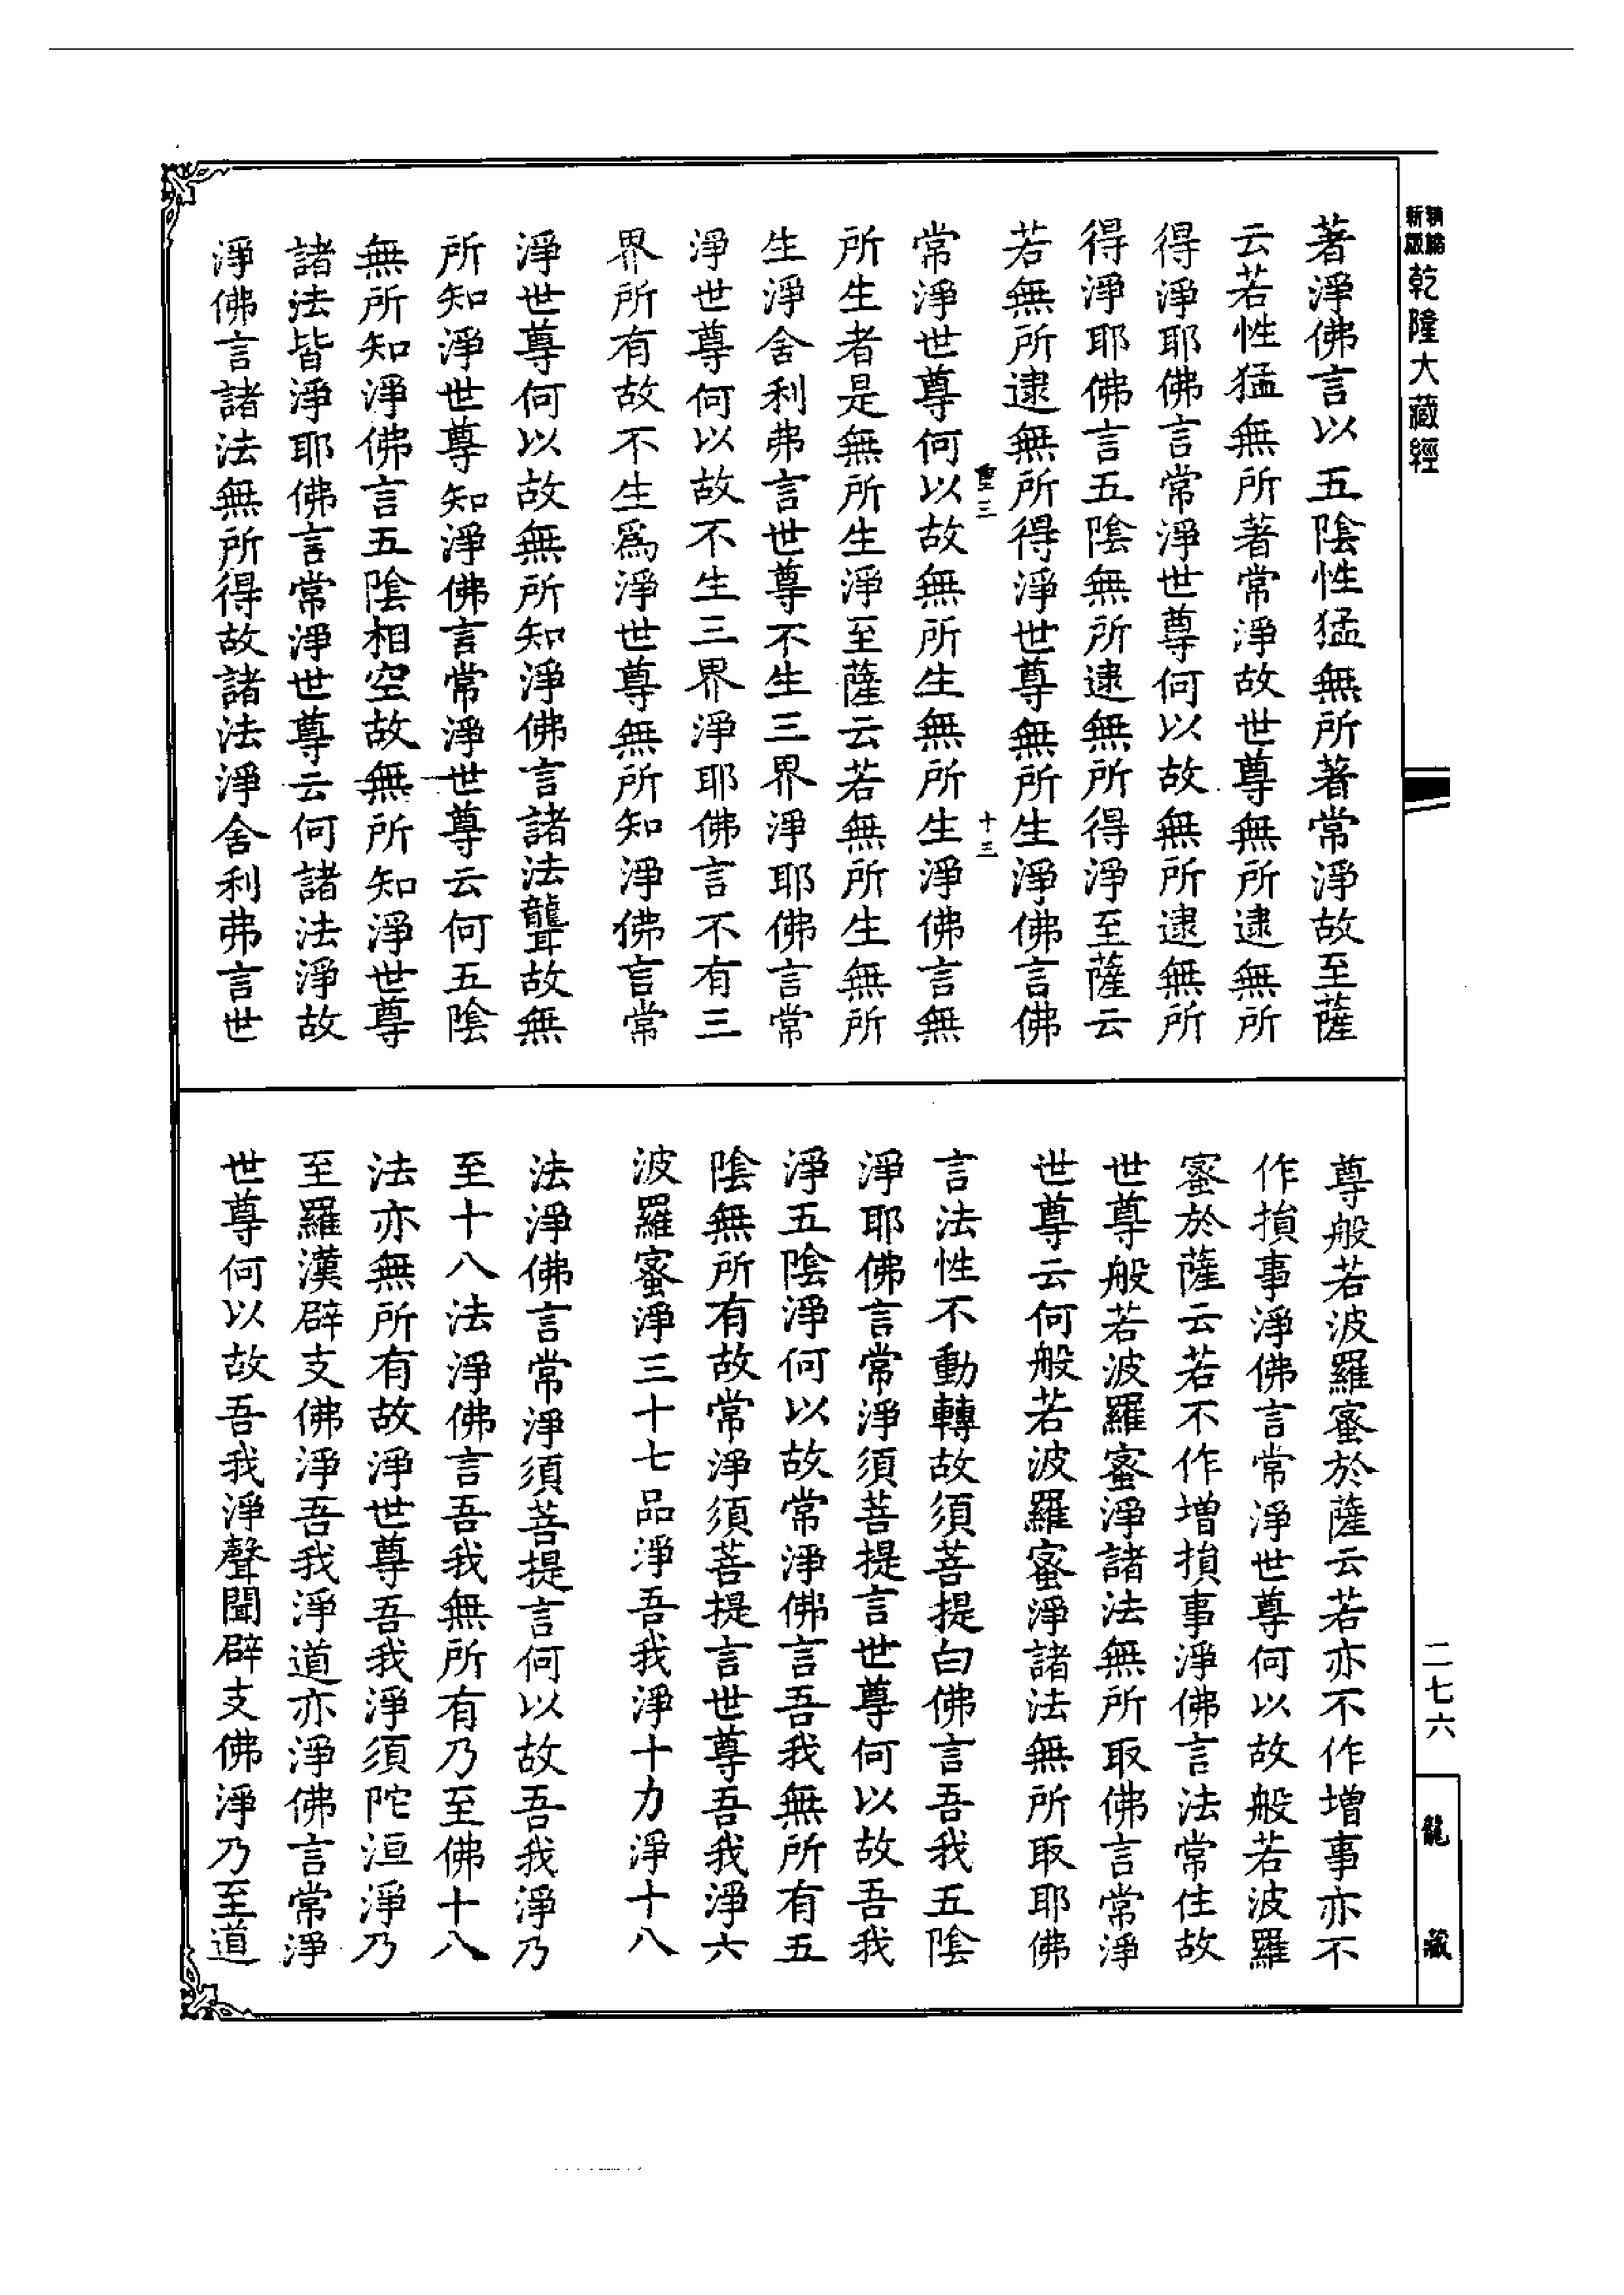 乾隆大藏經
著淨佛言以五陰性猛無所著常淨故至薩
云若性猛無所著常淨故世尊無所逮無所
得淨耶佛言常淨世尊何以故無所逮無所
得淨耶佛言五陰無所逮無所得淨至薩云
若無所逮無所得淨世尊無所生淨佛言佛
重三 十三
常淨世尊何以故無所生無所生淨佛言無
所生者是無所生淨至薩云若無所生無所
生淨舍利弗言世尊不生三界淨耶佛言常
淨世尊何以故不生三界淨耶佛言不有三
界所有故不生爲淨世尊無所知淨佛言常
淨世尊何以故無所知淨佛言諸法聾故無
所知淨世尊知淨佛言常淨世尊云何五陰
無所知淨佛言五陰相空故無所知淨世尊
諸法皆淨耶佛言常淨世尊云何諸法淨故
淨佛言諸法無所得故諸法淨舍利弗言世
尊般若波羅蜜於薩云若亦不作增事亦不
作損事淨佛言常淨世尊何以故般若波羅
蜜於薩云若不作增損事淨佛言法常住故
世尊般若波羅蜜淨諸法無所取佛言常淨
世尊云何般若波羅蜜淨諸法無所取耶佛
言法性不動轉故須菩提白佛言吾我五陰
淨耶佛言常淨須菩提言世尊何以故吾我
淨五陰淨何以故常淨佛言吾我無所有五
陰無所有故常淨須菩提言世尊吾我淨六
波羅蜜淨三十七品淨吾我淨十力淨十八
法淨佛言常淨須菩提言何以故吾我淨乃
至十八法淨佛言吾我無所有乃至佛十八
法亦無所有故淨世尊吾我淨須陀洹淨乃
至羅漢辟支佛淨吾我淨道亦淨佛言常淨
世尊何以故吾我淨聲聞辟支佛淨乃至道
二七六
龍藏